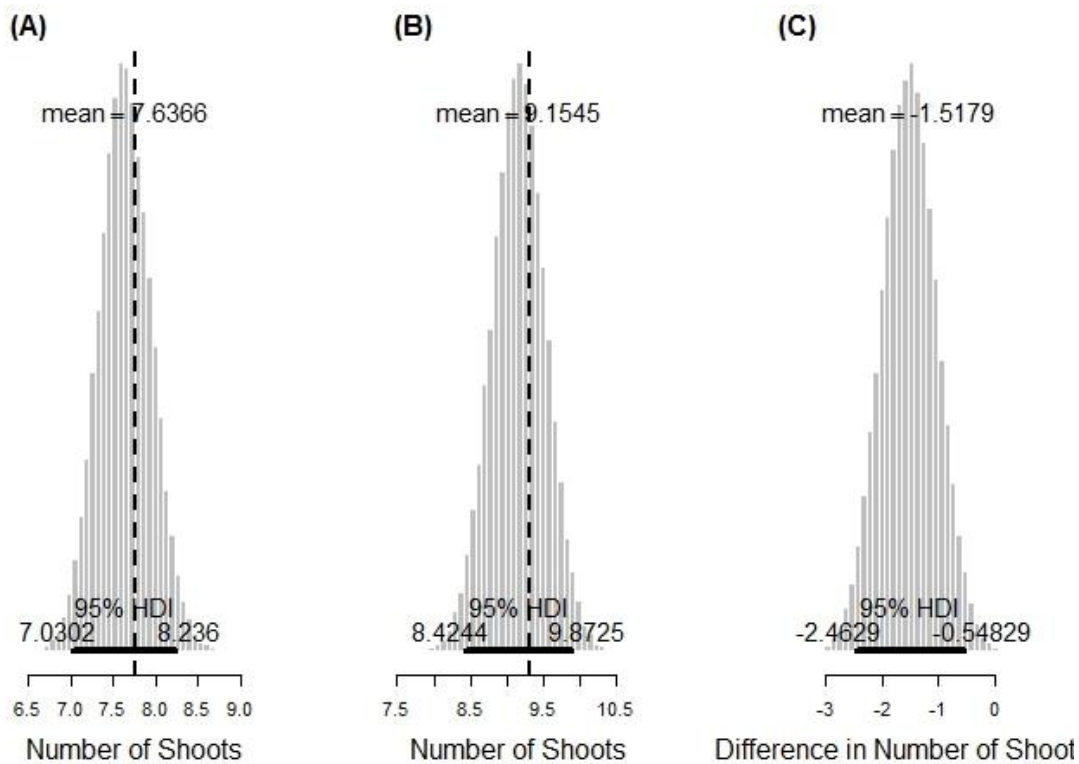 (A)
mean = 7.6366
95% HDI
7.0302 8.236
6.5 7.0 7.5 8.0 8.5 9.0
Number of Shoots
(B)
mean = 9.1545
95% HDI
8.4244 9.8725
7.5 8.5 9.5 10.5
Number of Shoots
(C)
mean = -1.5179
95% HDI
-2.4629 -0.54829
-3 -2 -1 0
Difference in Number of Shoot